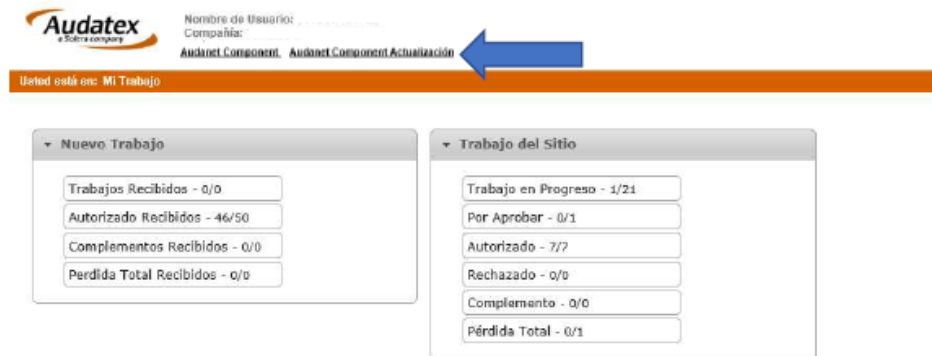 Audatex
a Solera company
Nombre de Usuario:
Compañía:
Audanet Component Audanet Component Actualización
Usted está en: Mi Trabajo
Nuevo Trabajo
Trabajos Recibidos - 0/0
Autorizado Recibidos - 46/50
Complementos Recibidos - 0/0
Perdida Total Recibidos - 0/0
Trabajo del Sitio
Trabajo en Progreso - 1/21
Por Aprobar - 0/1
Autorizado - 7/7
Rechazado - 0/0
Complemento - 0/0
Pérdida Total - 0/1